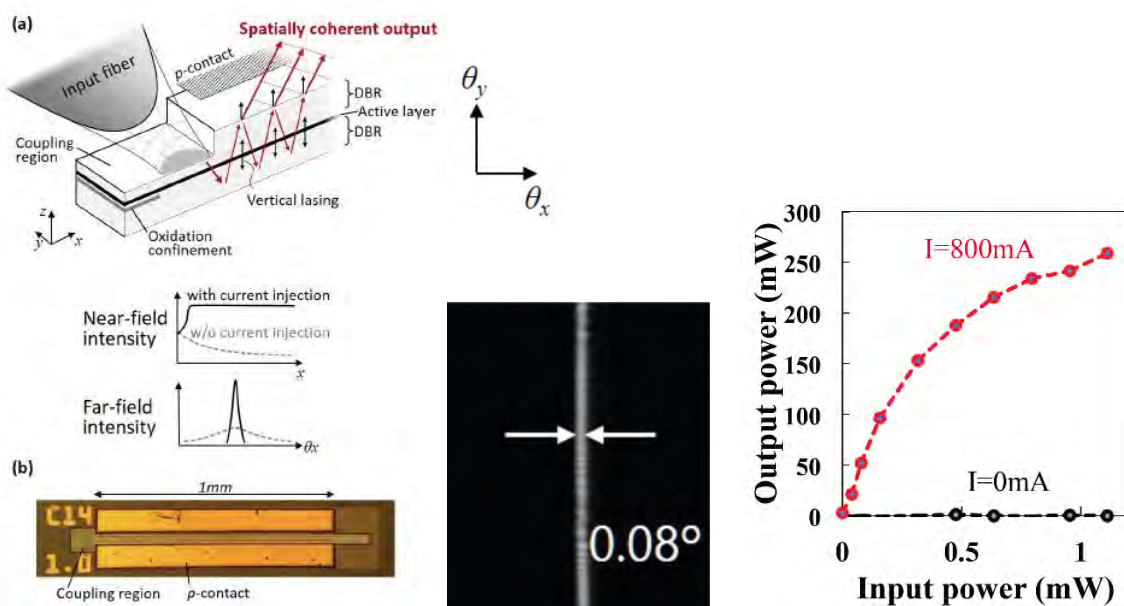 (a)
Spatially coherent output
Input fiber
p-contact
DBR
Active layer
DBR
Coupling
region
Vertical lasing
Oxidation
confinement
z
y
x
Near-field
intensity
with current injection
w/o current injection
x
Far-field
intensity
θx
(b)
1mm
C14
1.0
Coupling region
p-contact
θy
θx
0.08°
Output power (mW)
300
250
200
150
100
50
0
I=800mA
I=0mA
0
0.5
1
Input power (mW)